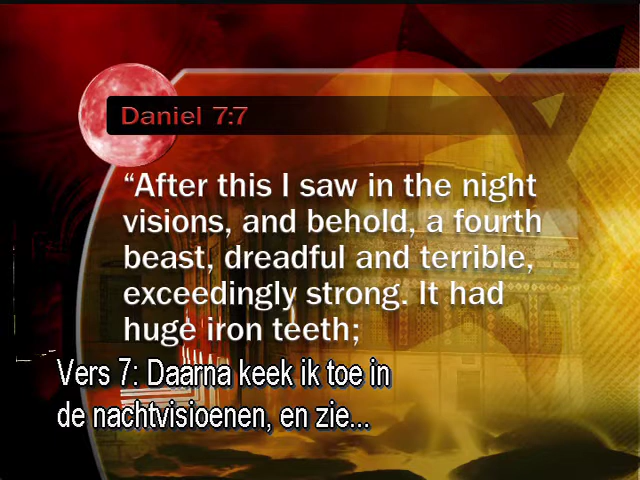 Daniel 7:7
“After this I saw in the night
visions, and behold, a fourth
beast, dreadful and terrible,
exceedingly strong. It had
huge iron teeth;
Vers 7: Daarna keek ik toe in
de nachtvisioenen, en zie...